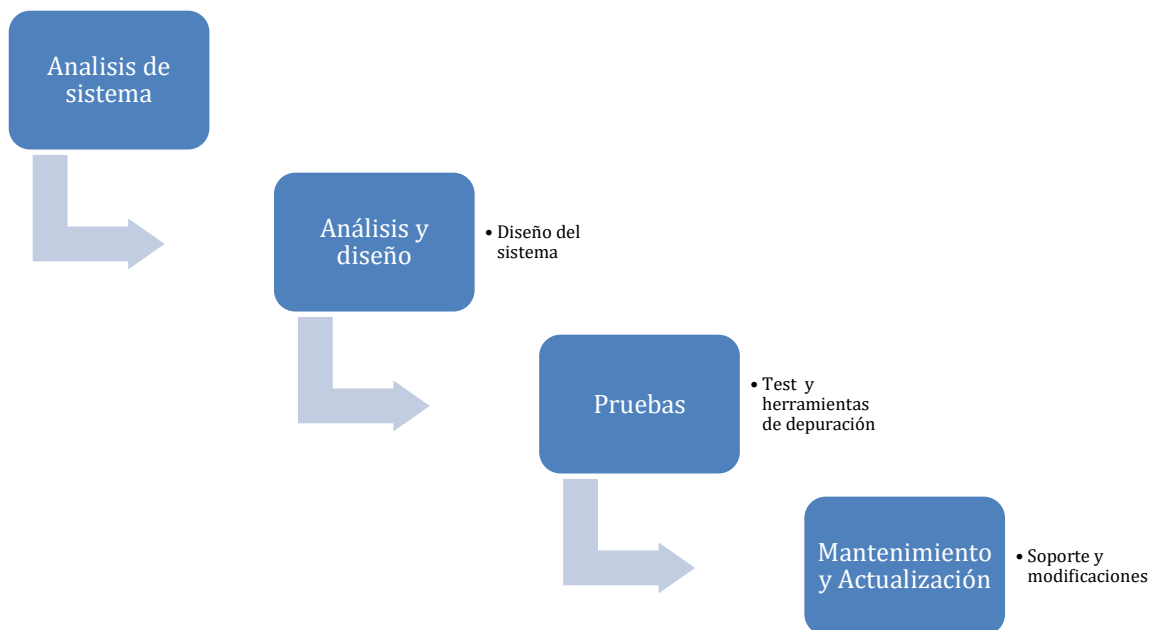 Analisis de
sistema
Análisis y
diseño
• Diseño del
sistema
Pruebas
• Test y
herramientas
de depuración
Mantenimiento
y Actualización
• Soporte y
modificaciones